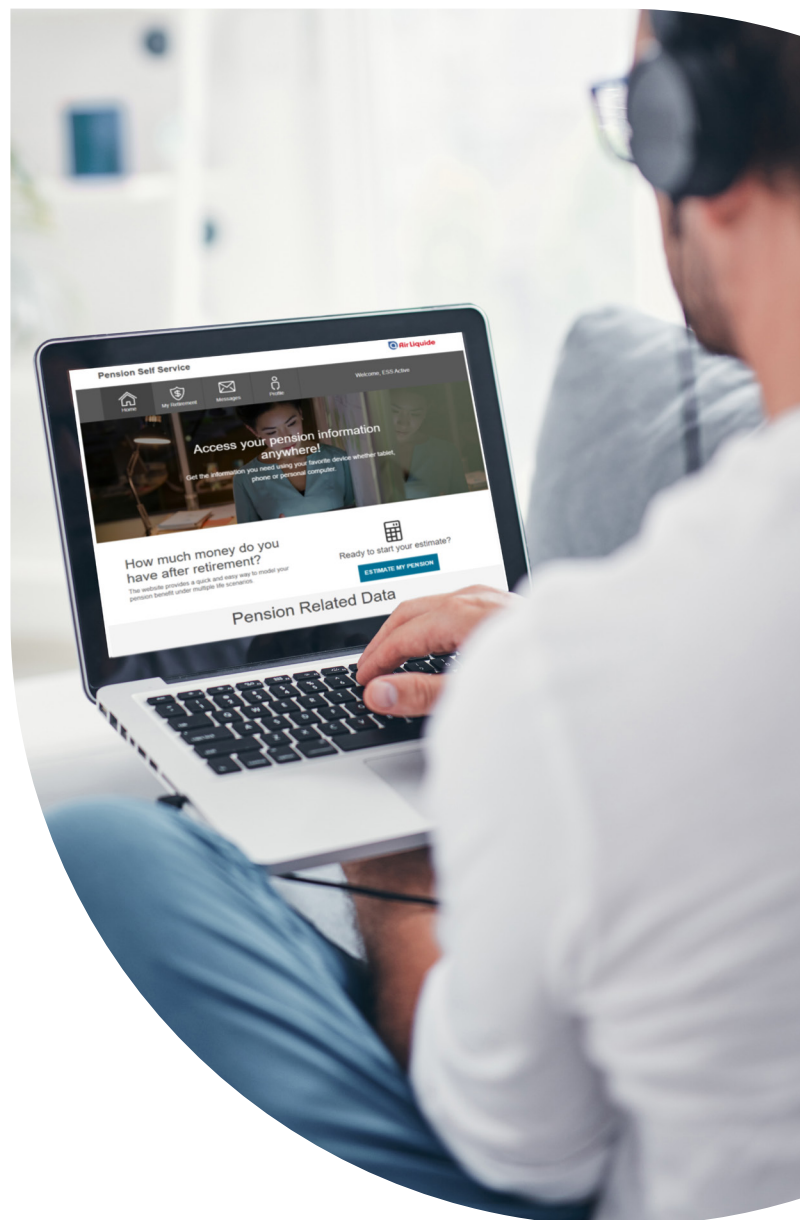 Pension Self Service
Air Liquide
Home
My Retirement
Messages
Profile
Welcome, ESS Active
Access your pension information
anywhere!
Get the information you need using your favorite device whether tablet,
phone or personal computer.
How much money do you
have after retirement?
The website provides a quick and easy way to model your
pension benefit under multiple life scenarios.
Ready to start your estimate?
ESTIMATE MY PENSION
Pension Related Data